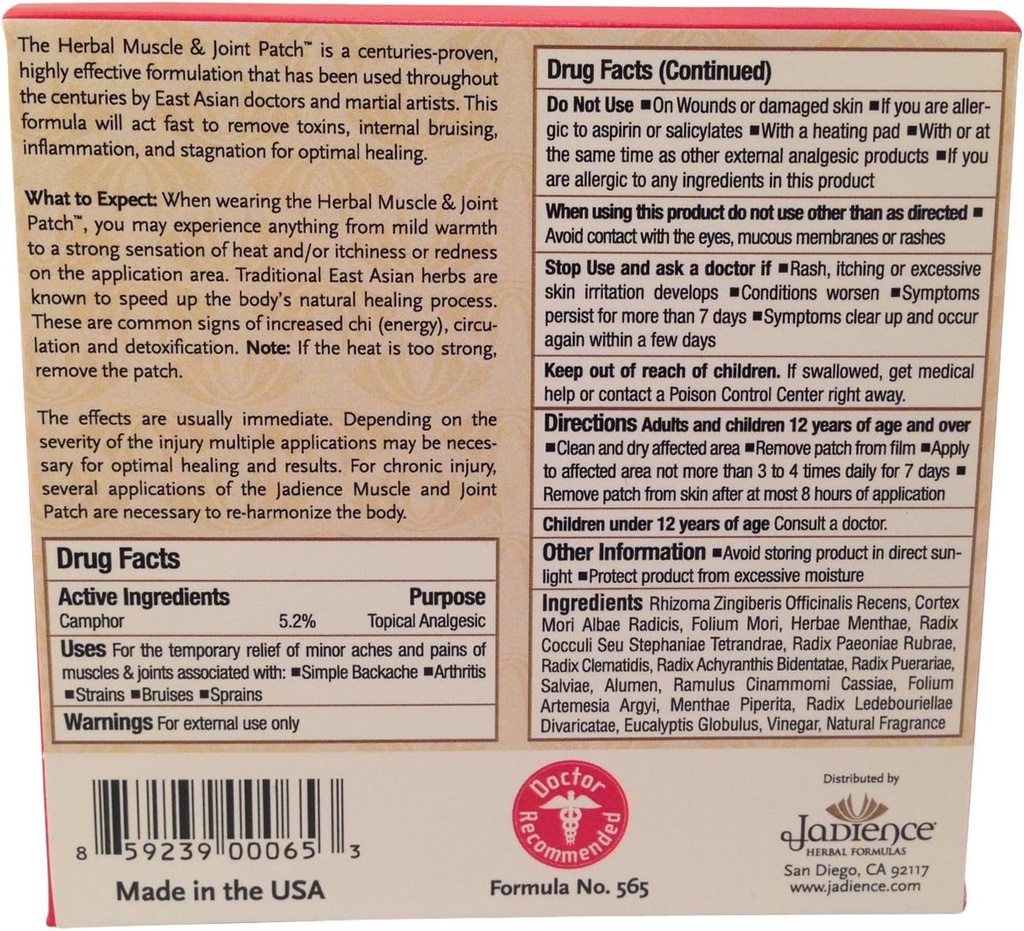 The Herbal Muscle & Joint Patch™ is a centuries-proven,
highly effective formulation that has been used throughout
the centuries by East Asian doctors and martial artists. This
formula will act fast to remove toxins, internal bruising,
inflammation, and stagnation for optimal healing.
What to Expect: When wearing the Herbal Muscle & Joint
Patch™, you may experience anything from mild warmth
to a strong sensation of heat and/or itchiness or redness
on the application area. Traditional East Asian herbs are
known to speed up the body's natural healing process.
These are common signs of increased chi (energy), circu-
lation and detoxification. Note: If the heat is too strong,
remove the patch.
The effects are usually immediate. Depending on the
severity of the injury multiple applications may be neces-
sary for optimal healing and results. For chronic injury,
several applications of the Jadience Muscle and Joint
Patch are necessary to re-harmonize the body.
Drug Facts
Active Ingredients Purpose
Camphor 5.2% Topical Analgesic
Uses For the temporary relief of minor aches and pains of
muscles & joints associated with: ■Simple Backache ■Arthritis
■Strains ■Bruises ■Sprains
Warnings For external use only
Drug Facts (Continued)
Do Not Use ■On Wounds or damaged skin ■If you are aller-
gic to aspirin or salicylates ■With a heating pad ■With or at
the same time as other external analgesic products ■If you
are allergic to any ingredients in this product
When using this product do not use other than as directed ■
Avoid contact with the eyes, mucous membranes or rashes
Stop Use and ask a doctor if ■Rash, itching or excessive
skin irritation develops ■Conditions worsen ■Symptoms
persist for more than 7 days ■Symptoms clear up and occur
again within a few days
Keep out of reach of children. If swallowed, get medical
help or contact a Poison Control Center right away.
Directions Adults and children 12 years of age and over
■Clean and dry affected area ■Remove patch from film ■Apply
to affected area not more than 3 to 4 times daily for 7 days ■
Remove patch from skin after at most 8 hours of application
Children under 12 years of age Consult a doctor.
Other Information ■Avoid storing product in direct sun-
light ■Protect product from excessive moisture
Ingredients Rhizoma Zingiberis Officinalis Recens, Cortex
Mori Albae Radicis, Folium Mori, Herbae Menthae, Radix
Cocculi Seu Stephaniae Tetrandrae, Radix Paeoniae Rubrae,
Radix Clematidis, Radix Achyranthis Bidentatae, Radix Puerariae,
Salviae, Alumen, Ramulus Cinammomi Cassiae, Folium
Artemesia Argyi, Menthae Piperita, Radix Ledebouriellae
Divaricatae, Eucalyptis Globulus, Vinegar, Natural Fragrance
8 59239 00065 3
Made in the USA
Doctor
Recommended
Formula No. 565
Distributed by
Jadience
HERBAL FORMULAS
San Diego, CA 92117
www.jadience.com